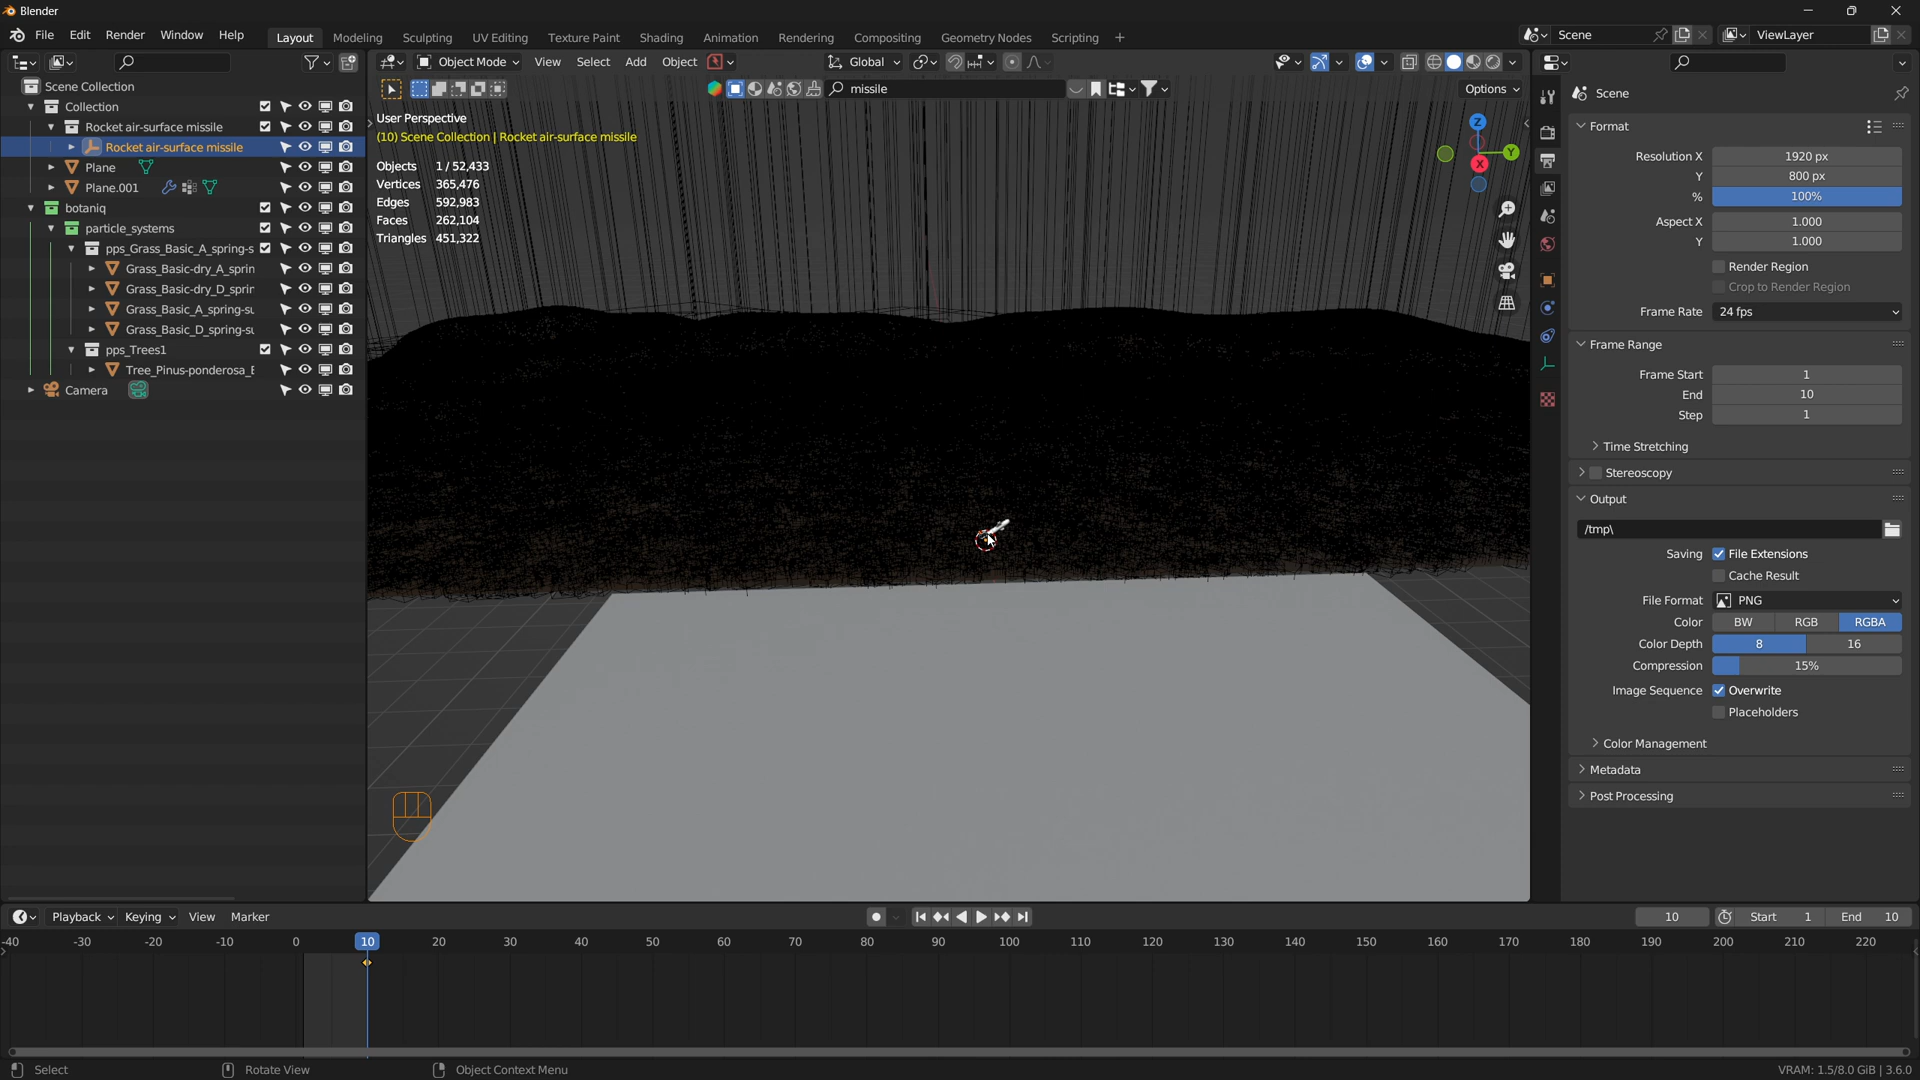 Blender
File Edit Render Window Help Layout Modeling Sculpting UV Editing Texture Paint Shading Animation Rendering Compositing Geometry Nodes Scripting + Scene ViewLayer
Object Mode View Select Add Object Global
missile Options
Scene Collection
Collection
Rocket air-surface missile
Rocket air-surface missile
Plane
Plane.001
botaniq
particle_systems
pps_Grass_Basic_A_spring-s
Grass_Basic-dry_A_sprin
Grass_Basic-dry_D_sprin
Grass_Basic_A_spring-su
Grass_Basic_D_spring-su
pps_Trees1
Tree_Pinus-ponderosa_E
Camera
User Perspective
(10) Scene Collection | Rocket air-surface missile
Objects 1 / 52,433
Vertices 365,476
Edges 592,983
Faces 262,104
Triangles 451,322
Z
Y
X
Scene
Format
Resolution X 1920 px
Y 800 px
% 100%
Aspect X 1.000
Y 1.000
Render Region
Crop to Render Region
Frame Rate 24 fps
Frame Range
Frame Start 1
End 10
Step 1
Time Stretching
Stereoscopy
Output
/tmp\
Saving File Extensions
Cache Result
File Format PNG
Color BW RGB RGBA
Color Depth 8 16
Compression 15%
Image Sequence Overwrite
Placeholders
Color Management
Metadata
Post Processing
Playback Keying View Marker 10 Start 1 End 10
-40 -30 -20 -10 0 10 20 30 40 50 60 70 80 90 100 110 120 130 140 150 160 170 180 190 200 210 220
Select Rotate View Object Context Menu VRAM: 1.5/8.0 GiB | 3.6.0